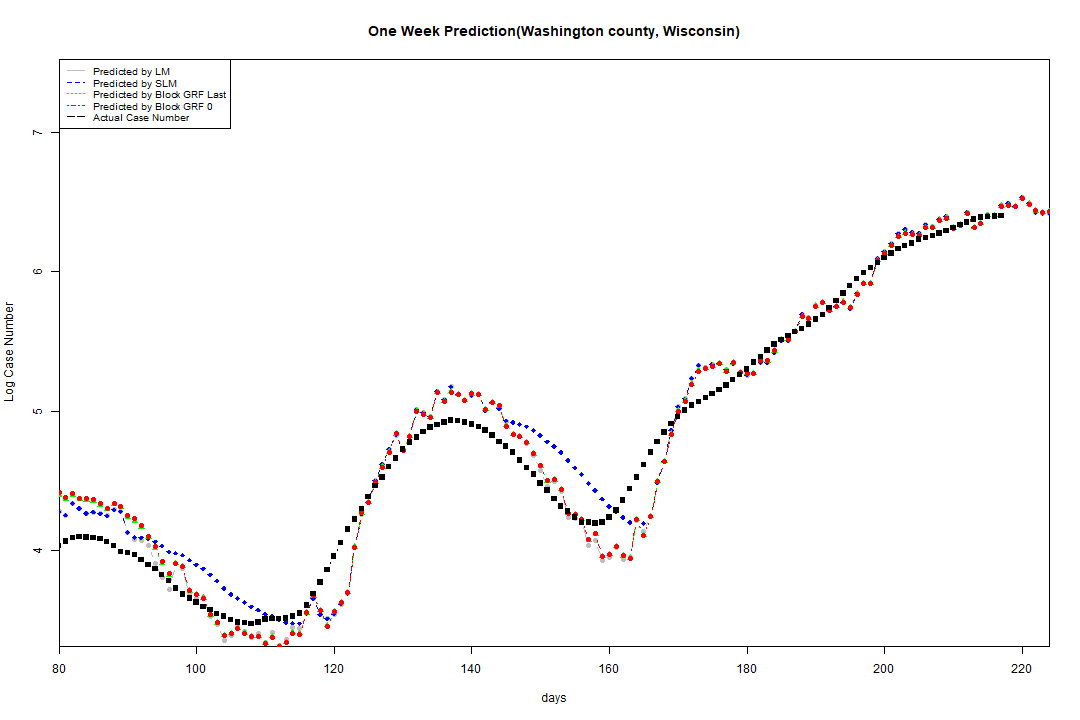 One Week Prediction(Washington county, Wisconsin)
Predicted by LM
Predicted by SLM
Predicted by Block GRF Last
Predicted by Block GRF 0
Actual Case Number
7
6
5
4
Log Case Number
80 100 120 140 160 180 200 220
days